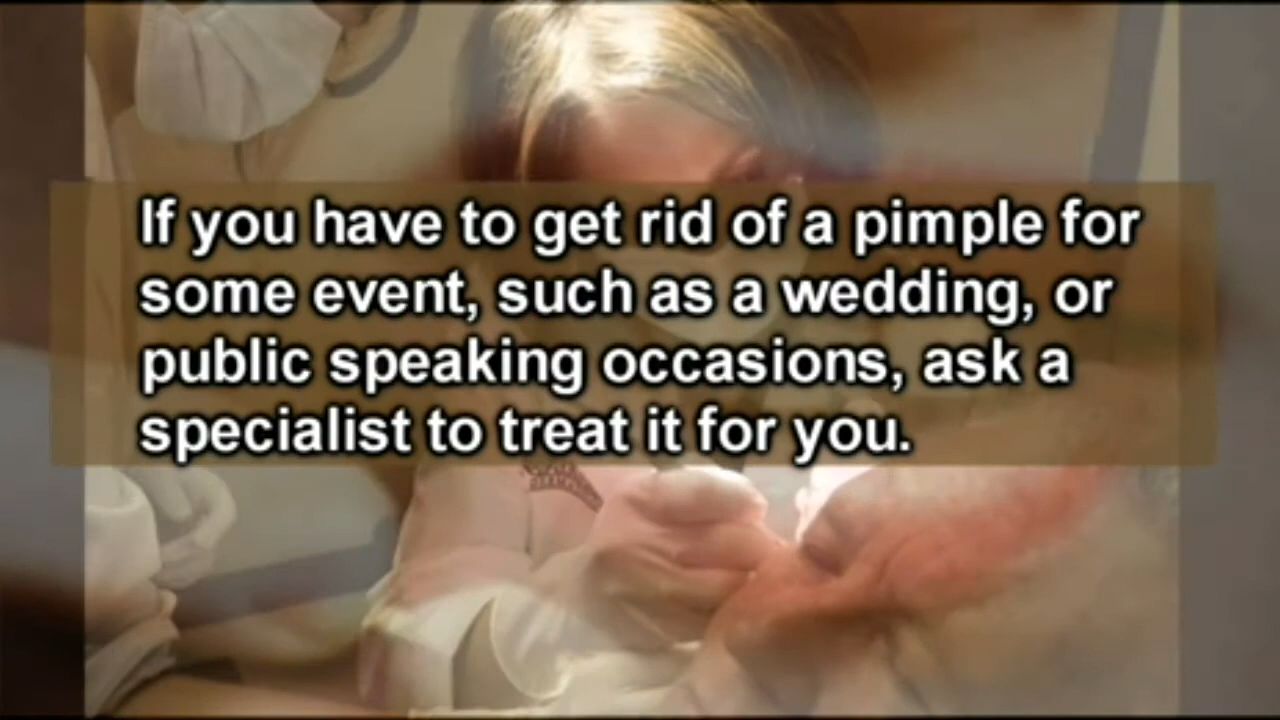 If you have to get rid of a pimple for
some event, such as a wedding, or
public speaking occasions, ask a
specialist to treat it for you.